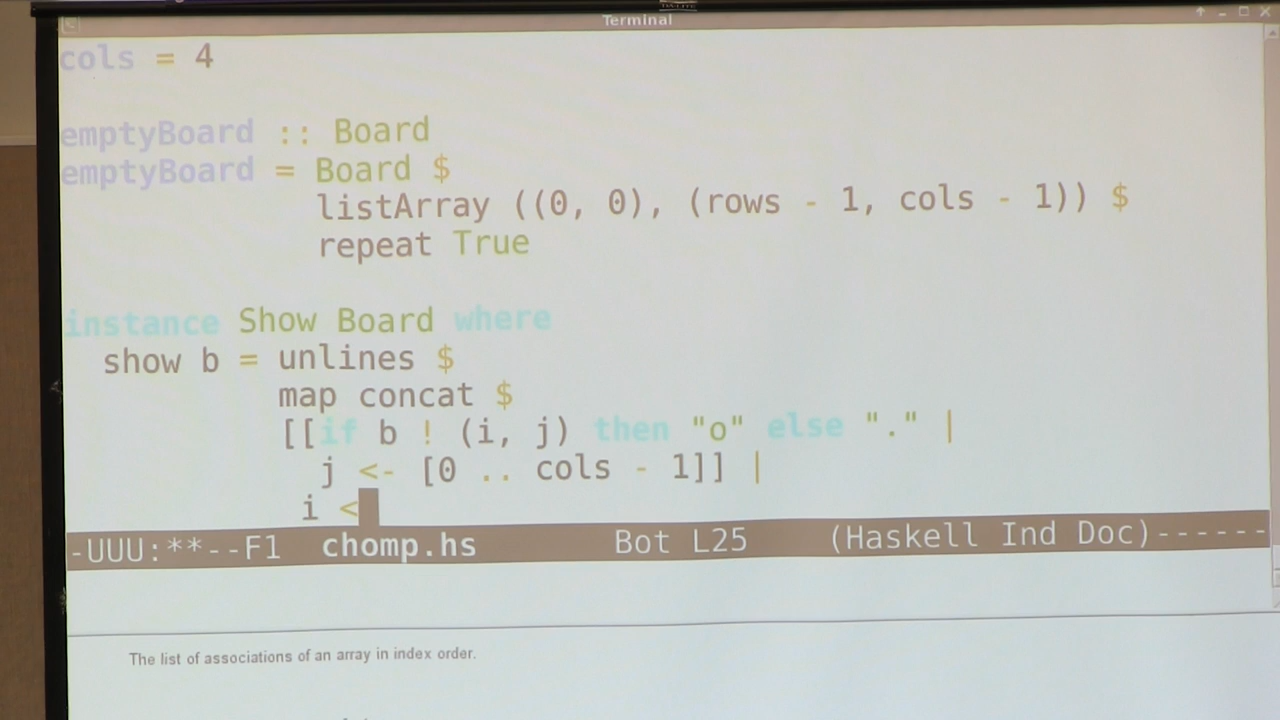 Terminal
cols = 4
emptyBoard :: Board
emptyBoard = Board $
listArray ((0, 0), (rows - 1, cols - 1)) $
repeat True
instance Show Board where
show b = unlines $
map concat $
[[if b ! (i, j) then "o" else "." |
j <- [0 .. cols - 1]] |
i <
-UUU:**--F1 chomp.hs Bot L25 (Haskell Ind Doc)------
The list of associations of an array in index order.